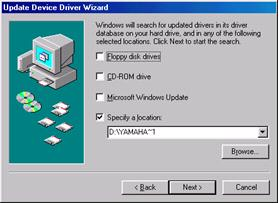 Update Device Driver Wizard
Windows will search for updated drivers in its driver
database on your hard drive, and in any of the following
selected locations. Click Next to start the search.
Floppy disk drives
CD-ROM drive
Microsoft Windows Update
Specify a location:
D:\YAMAHA~1
Browse...
< Back
Next >
Cancel